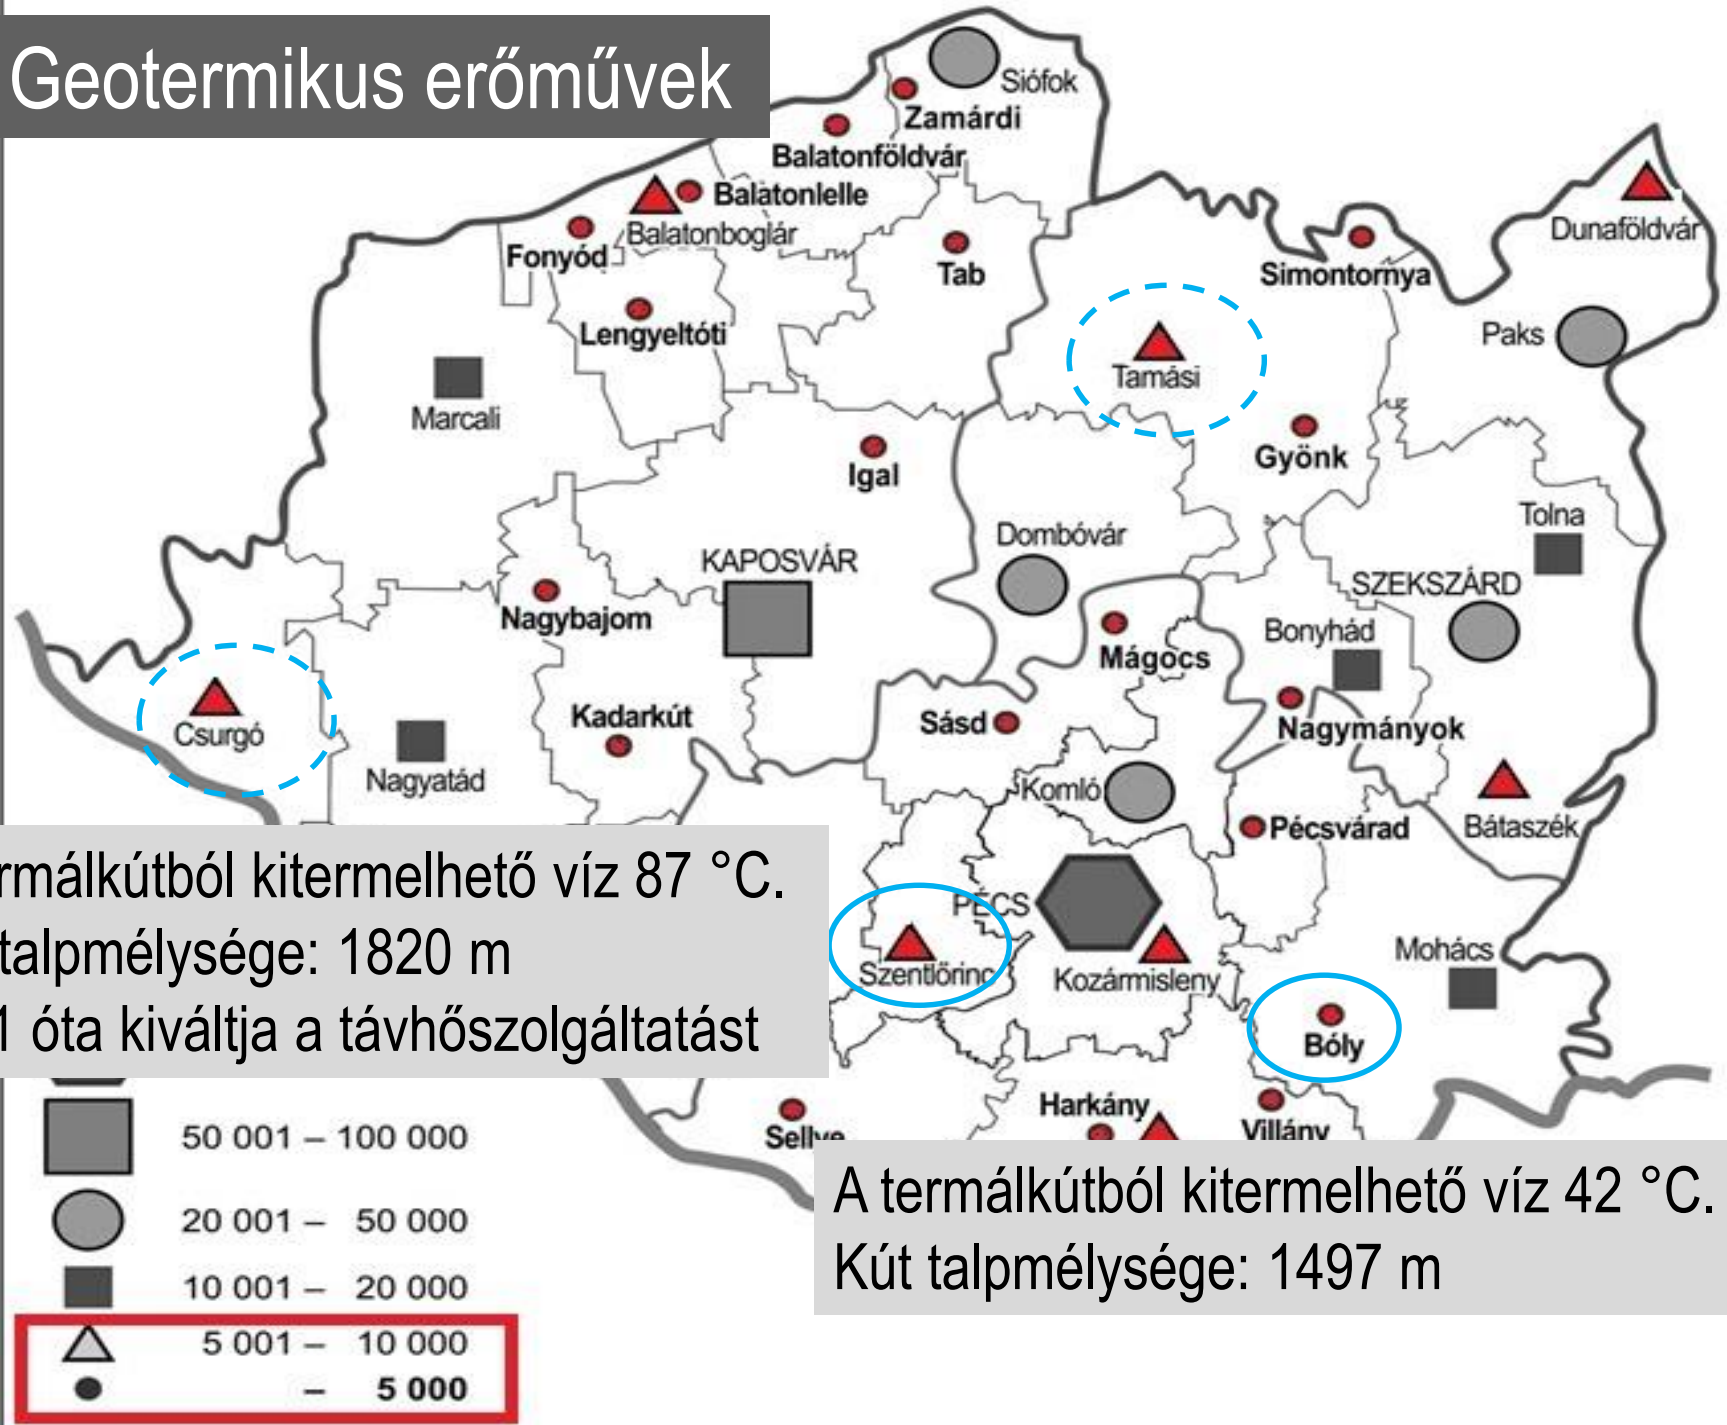 Geotermikus erőművek
Siófok
Zamárdi
Balatonföldvár
Balatonlelle
Balatonboglár
Fonyód
Tab
Dunaföldvár
Simontornya
Lengyeltóti
Paks
Tamási
Marcali
Igal
Gyönk
Tolna
Dombóvár
KAPOSVÁR
SZEKSZÁRD
Nagybajom
Bonyhád
Mágocs
Kadarkút
Sásd
Nagymányok
Csurgó
Nagyatád
Komló
Pécsvárad
Bátaszék
rmálkútból kitermelhető víz 87 °C.
talpmélysége: 1820 m
1 óta kiváltja a távhőszolgáltatást
PÉCS
Szentlőrinc
Kozármisleny
Mohács
Bóly
Harkány
Villány
Sellye
50 001 – 100 000
20 001 – 50 000
10 001 – 20 000
5 001 – 10 000
– 5 000
A termálkútból kitermelhető víz 42 °C.
Kút talpmélysége: 1497 m